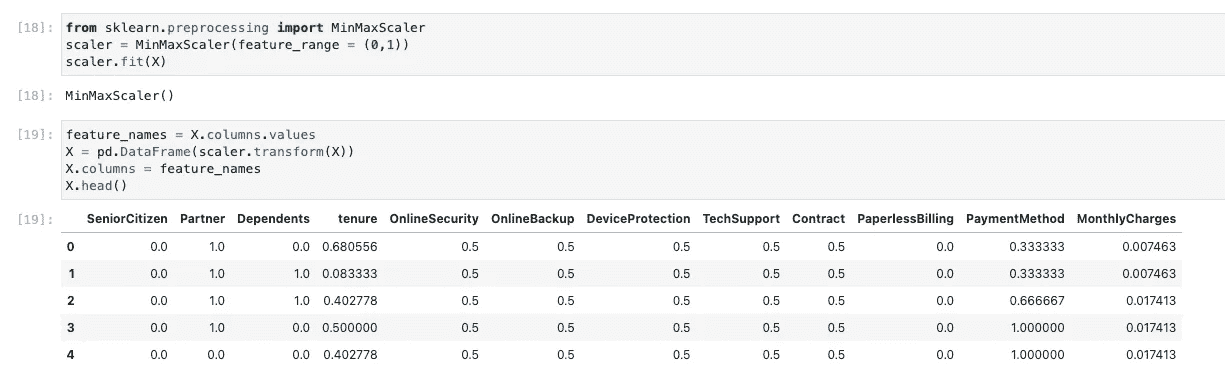 [18]: from sklearn.preprocessing import MinMaxScaler
scaler = MinMaxScaler(feature_range = (0,1))
scaler.fit(X)
[18]: MinMaxScaler()
[19]: feature_names = X.columns.values
X = pd.DataFrame(scaler.transform(X))
X.columns = feature_names
X.head()
[19]: SeniorCitizen Partner Dependents tenure OnlineSecurity OnlineBackup DeviceProtection TechSupport Contract PaperlessBilling PaymentMethod MonthlyCharges
0 0.0 1.0 0.0 0.680556 0.5 0.5 0.5 0.5 0.5 0.0 0.333333 0.007463
1 0.0 1.0 1.0 0.083333 0.5 0.5 0.5 0.5 0.5 0.0 0.333333 0.007463
2 0.0 1.0 1.0 0.402778 0.5 0.5 0.5 0.5 0.5 0.0 0.666667 0.017413
3 0.0 1.0 0.0 0.500000 0.5 0.5 0.5 0.5 0.5 0.0 1.000000 0.017413
4 0.0 0.0 0.0 0.402778 0.5 0.5 0.5 0.5 0.5 0.0 1.000000 0.017413